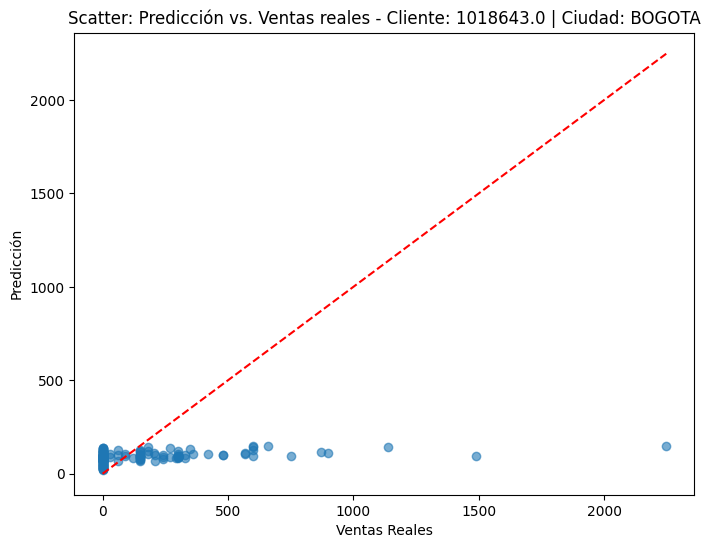 Scatter: Predicción vs. Ventas reales - Cliente: 1018643.0 | Ciudad: BOGOTA
2000
1500
1000
500
0
Predicción
0 500 1000 1500 2000
Ventas Reales